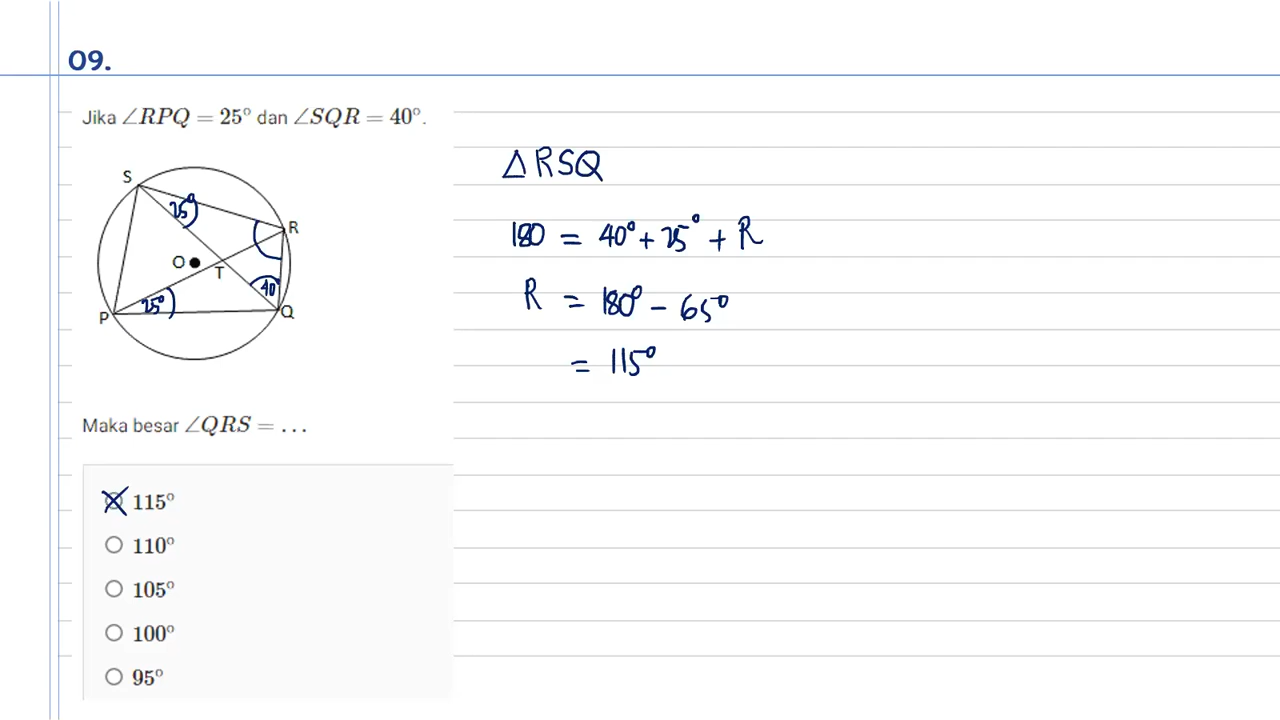 09.
Jika ∠RPQ = 25° dan ∠SQR = 40°.
S
25°
R
O
T
40
25°
P
Q
Maka besar ∠QRS = ...
115°
110°
105°
100°
95°
△ RSQ
180 = 40° + 25° + R
R = 180° - 65°
= 115°